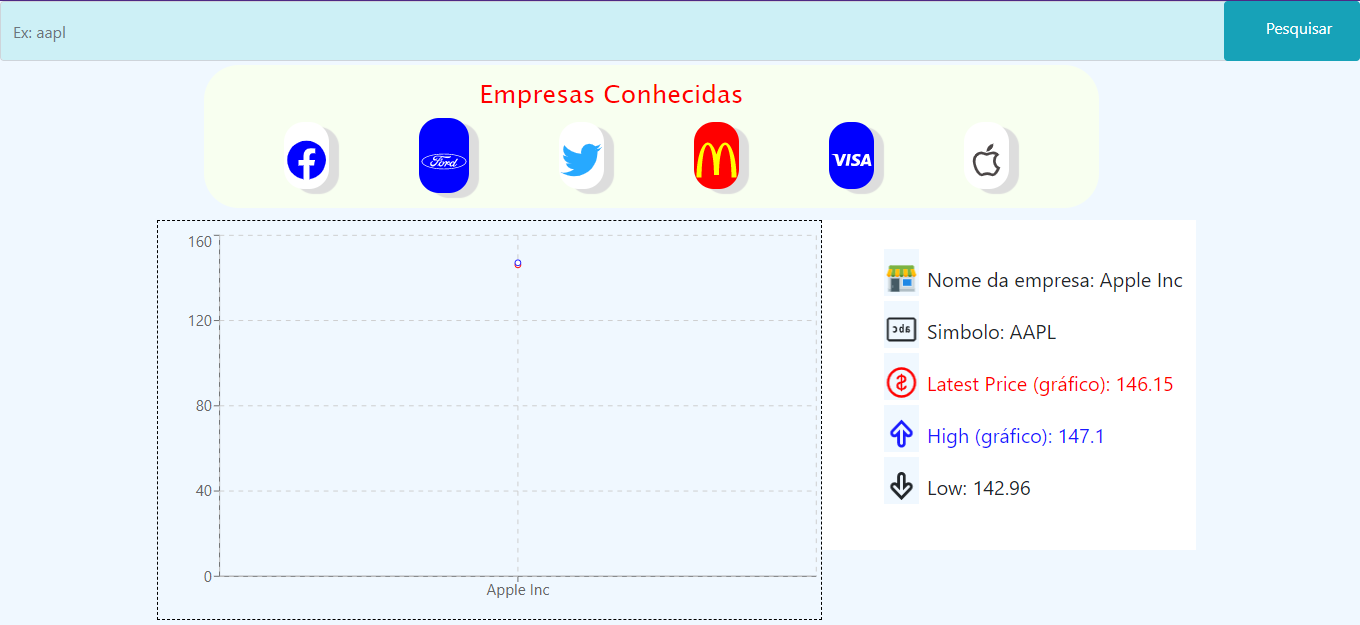 Ex: aapl
Pesquisar
Empresas Conhecidas
Ford
VISA
160
120
80
40
0
Apple Inc
Nome da empresa: Apple Inc
abc
Simbolo: AAPL
Latest Price (gráfico): 146.15
High (gráfico): 147.1
Low: 142.96